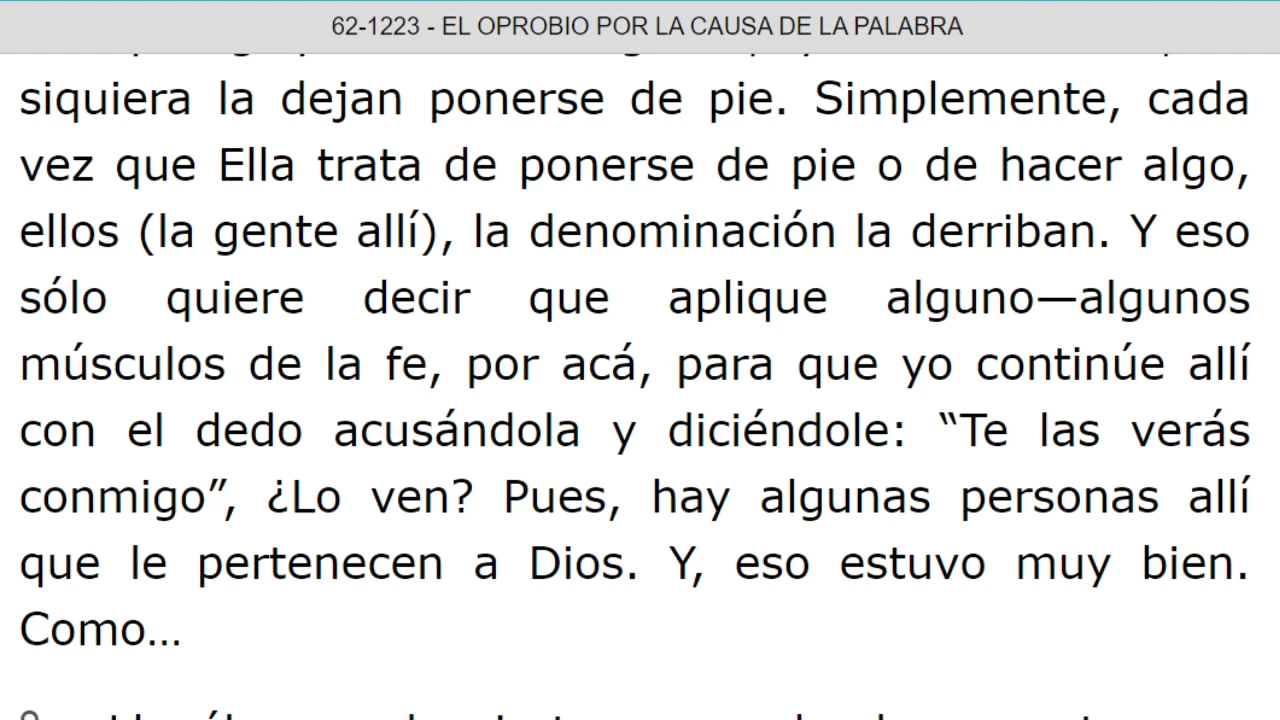 62-1223 - EL OPROBIO POR LA CAUSA DE LA PALABRA
siquiera la dejan ponerse de pie. Simplemente, cada
vez que Ella trata de ponerse de pie o de hacer algo,
ellos (la gente allí), la denominación la derriban. Y eso
sólo quiere decir que aplique alguno—algunos
músculos de la fe, por acá, para que yo continúe allí
con el dedo acusándola y diciéndole: “Te las verás
conmigo”, ¿Lo ven? Pues, hay algunas personas allí
que le pertenecen a Dios. Y, eso estuvo muy bien.
Como…